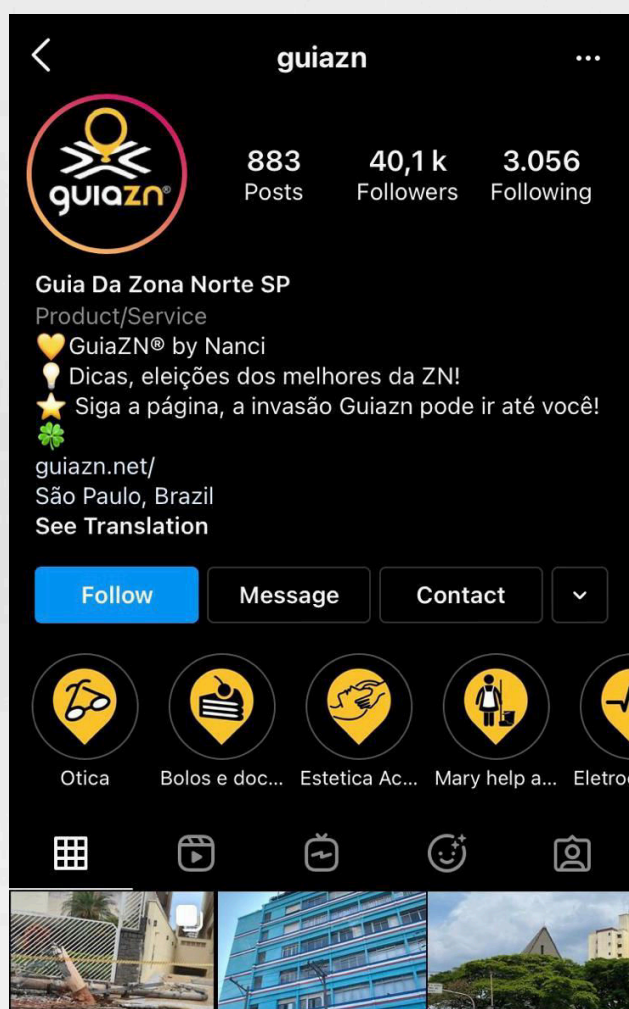 guiazn
guiazn®
883
Posts
40,1 k
Followers
3.056
Following
Guia Da Zona Norte SP
Product/Service
💛GuiaZN® by Nanci
💡 Dicas, eleições dos melhores da ZN!
⭐ Siga a página, a invasão Guiazn pode ir até você!
🍀
guiazn.net/
São Paulo, Brazil
See Translation
Follow
Message
Contact
Otica
Bolos e doc...
Estetica Ac...
Mary help a...
Eletro